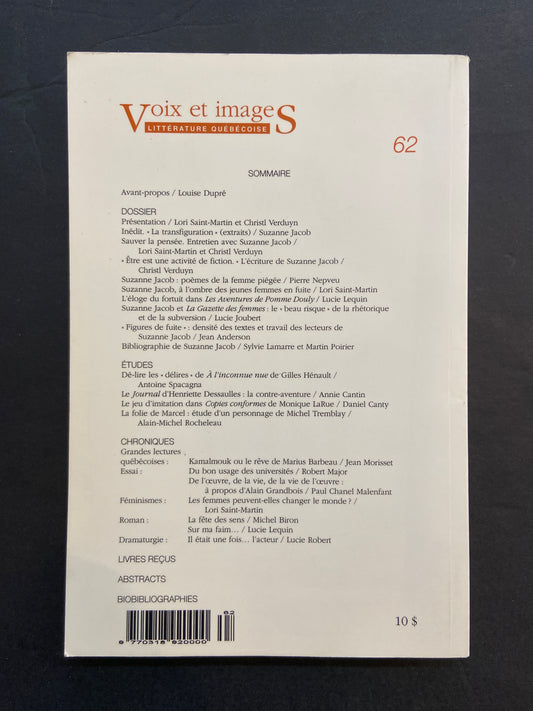 Voix et imageS
LITTÉRATURE QUÉBÉCOISE
62
SOMMAIRE
Avant-propos / Louise Dupré
DOSSIER
Présentation / Lori Saint-Martin et Christl Verduyn
Inédit. « La transfiguration » (extraits) / Suzanne Jacob
Sauver la pensée. Entretien avec Suzanne Jacob /
Lori Saint-Martin et Christl Verduyn
« Être est une activité de fiction. » L'écriture de Suzanne Jacob /
Christl Verduyn
Suzanne Jacob : poèmes de la femme piégée / Pierre Nepveu
Suzanne Jacob, à l'ombre des jeunes femmes en fuite / Lori Saint-Martin
L'éloge du fortuit dans Les Aventures de Pomme Douly / Lucie Lequin
Suzanne Jacob et La Gazette des femmes : le « beau risque » de la rhétorique
et de la subversion / Lucie Joubert
« Figures de fuite » : densité des textes et travail des lecteurs de
Suzanne Jacob / Jean Anderson
Bibliographie de Suzanne Jacob / Sylvie Lamarre et Martin Poirier
ÉTUDES
Dé-lire les « délires » de À l'inconnue nue de Gilles Hénault /
Antoine Spacagna
Le Journal d'Henriette Dessaulles : la contre-aventure / Annie Cantin
Le jeu d'imitation dans Copies conformes de Monique LaRue / Daniel Canty
La folie de Marcel : étude d'un personnage de Michel Tremblay /
Alain-Michel Rocheleau
CHRONIQUES
Grandes lectures
québécoises : Kamalmouk ou le rêve de Marius Barbeau / Jean Morisset
Essai : Du bon usage des universités / Robert Major
De l'œuvre, de la vie, de la vie de l'œuvre :
à propos d'Alain Grandbois / Paul Chanel Malenfant
Féminismes : Les femmes peuvent-elles changer le monde ? /
Lori Saint-Martin
Roman : La fête des sens / Michel Biron
Sur ma faim... / Lucie Lequin
Dramaturgie : Il était une fois... l'acteur / Lucie Robert
LIVRES REÇUS
ABSTRACTS
BIOBIBLIOGRAPHIES
62
9 770318 920000
10 $